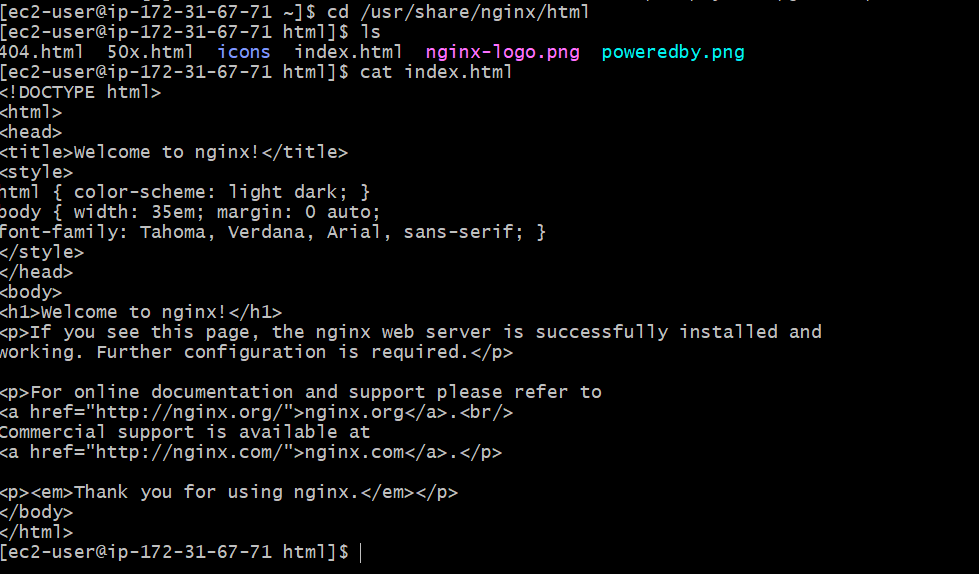 [ec2-user@ip-172-31-67-71 ~]$ cd /usr/share/nginx/html
[ec2-user@ip-172-31-67-71 html]$ ls
404.html  50x.html  icons  index.html  nginx-logo.png  poweredby.png
[ec2-user@ip-172-31-67-71 html]$ cat index.html
<!DOCTYPE html>
<html>
<head>
<title>Welcome to nginx!</title>
<style>
html { color-scheme: light dark; }
body { width: 35em; margin: 0 auto;
font-family: Tahoma, Verdana, Arial, sans-serif; }
</style>
</head>
<body>
<h1>Welcome to nginx!</h1>
<p>If you see this page, the nginx web server is successfully installed and
working. Further configuration is required.</p>

<p>For online documentation and support please refer to
<a href="http://nginx.org/">nginx.org</a>.<br/>
Commercial support is available at
<a href="http://nginx.com/">nginx.com</a>.</p>

<p><em>Thank you for using nginx.</em></p>
</body>
</html>
[ec2-user@ip-172-31-67-71 html]$